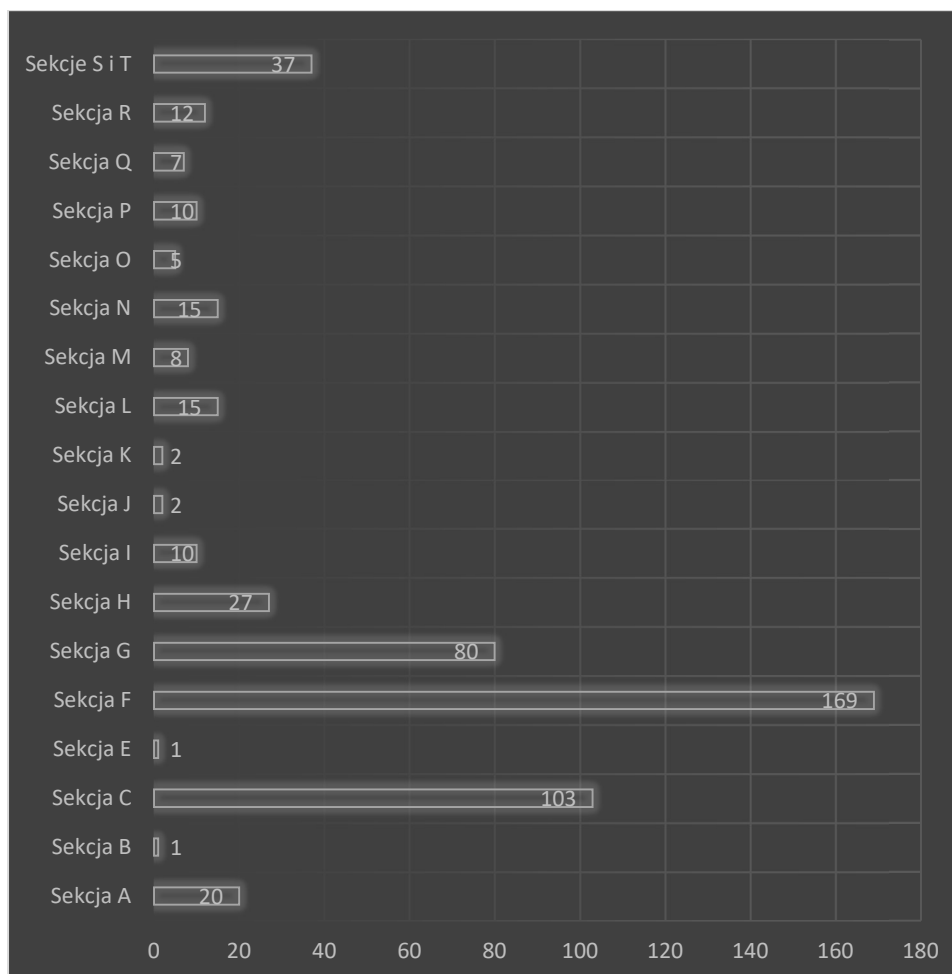 Sekcje S i T 37
Sekcja R 12
Sekcja Q 7
Sekcja P 10
Sekcja O 5
Sekcja N 15
Sekcja M 8
Sekcja L 15
Sekcja K 2
Sekcja J 2
Sekcja I 10
Sekcja H 27
Sekcja G 80
Sekcja F 169
Sekcja E 1
Sekcja C 103
Sekcja B 1
Sekcja A 20
0 20 40 60 80 100 120 140 160 180